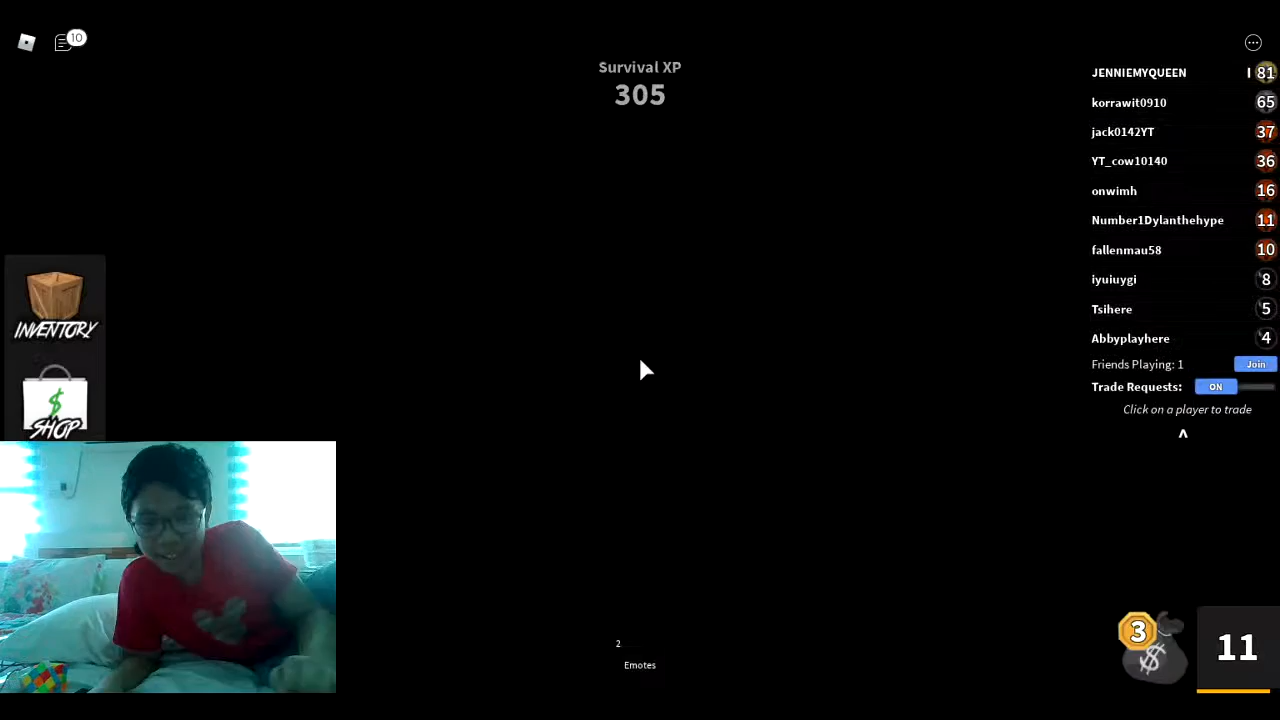 10
Survival XP
305
JENNIEMYQUEEN 81
korrawit0910 65
jack0142YT 37
YT_cow10140 36
onwimh 16
Number1Dylanthehype 11
fallenmau58 10
iyuiuygi 8
Tsihere 5
Abbyplayhere 4
Friends Playing: 1 Join
Trade Requests: ON
Click on a player to trade
INVENTORY
$
SHOP
2
Emotes
3
$
11